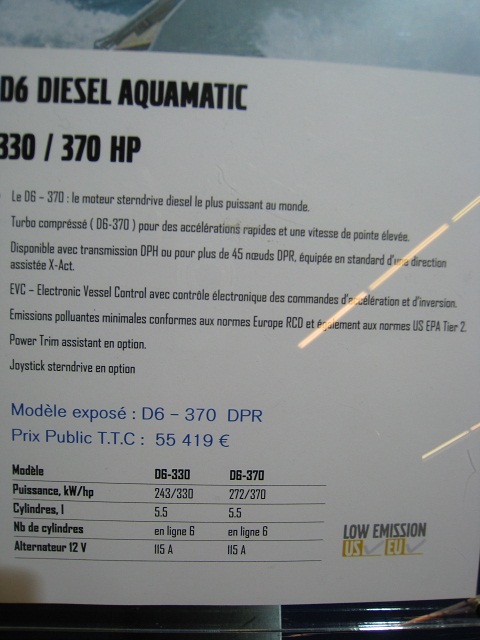 D6 DIESEL AQUAMATIC
330 / 370 HP
Le D6 – 370 : le moteur sterndrive diesel le plus puissant au monde.
Turbo compréssé ( D6-370 ) pour des accélérations rapides et une vitesse de pointe élevée.
Disponible avec transmission DPH ou pour plus de 45 nœuds DPR, équipée en standard d'une direction
assistée X-Act.
EVC – Electronic Vessel Control avec contrôle électronique des commandes d'accélération et d'inversion.
Emissions polluantes minimales conformes aux normes Europe RCD et également aux normes US EPA Tier 2.
Power Trim assistant en option.
Joystick sterndrive en option
Modèle exposé : D6 – 370 DPR
Prix Public T.T.C : 55 419 €
Modèle D6-330 D6-370
Puissance, kW/hp 243/330 272/370
Cylindres, l 5.5 5.5
Nb de cylindres en ligne 6 en ligne 6
Alternateur 12 V 115 A 115 A
LOW EMISSION
US EU